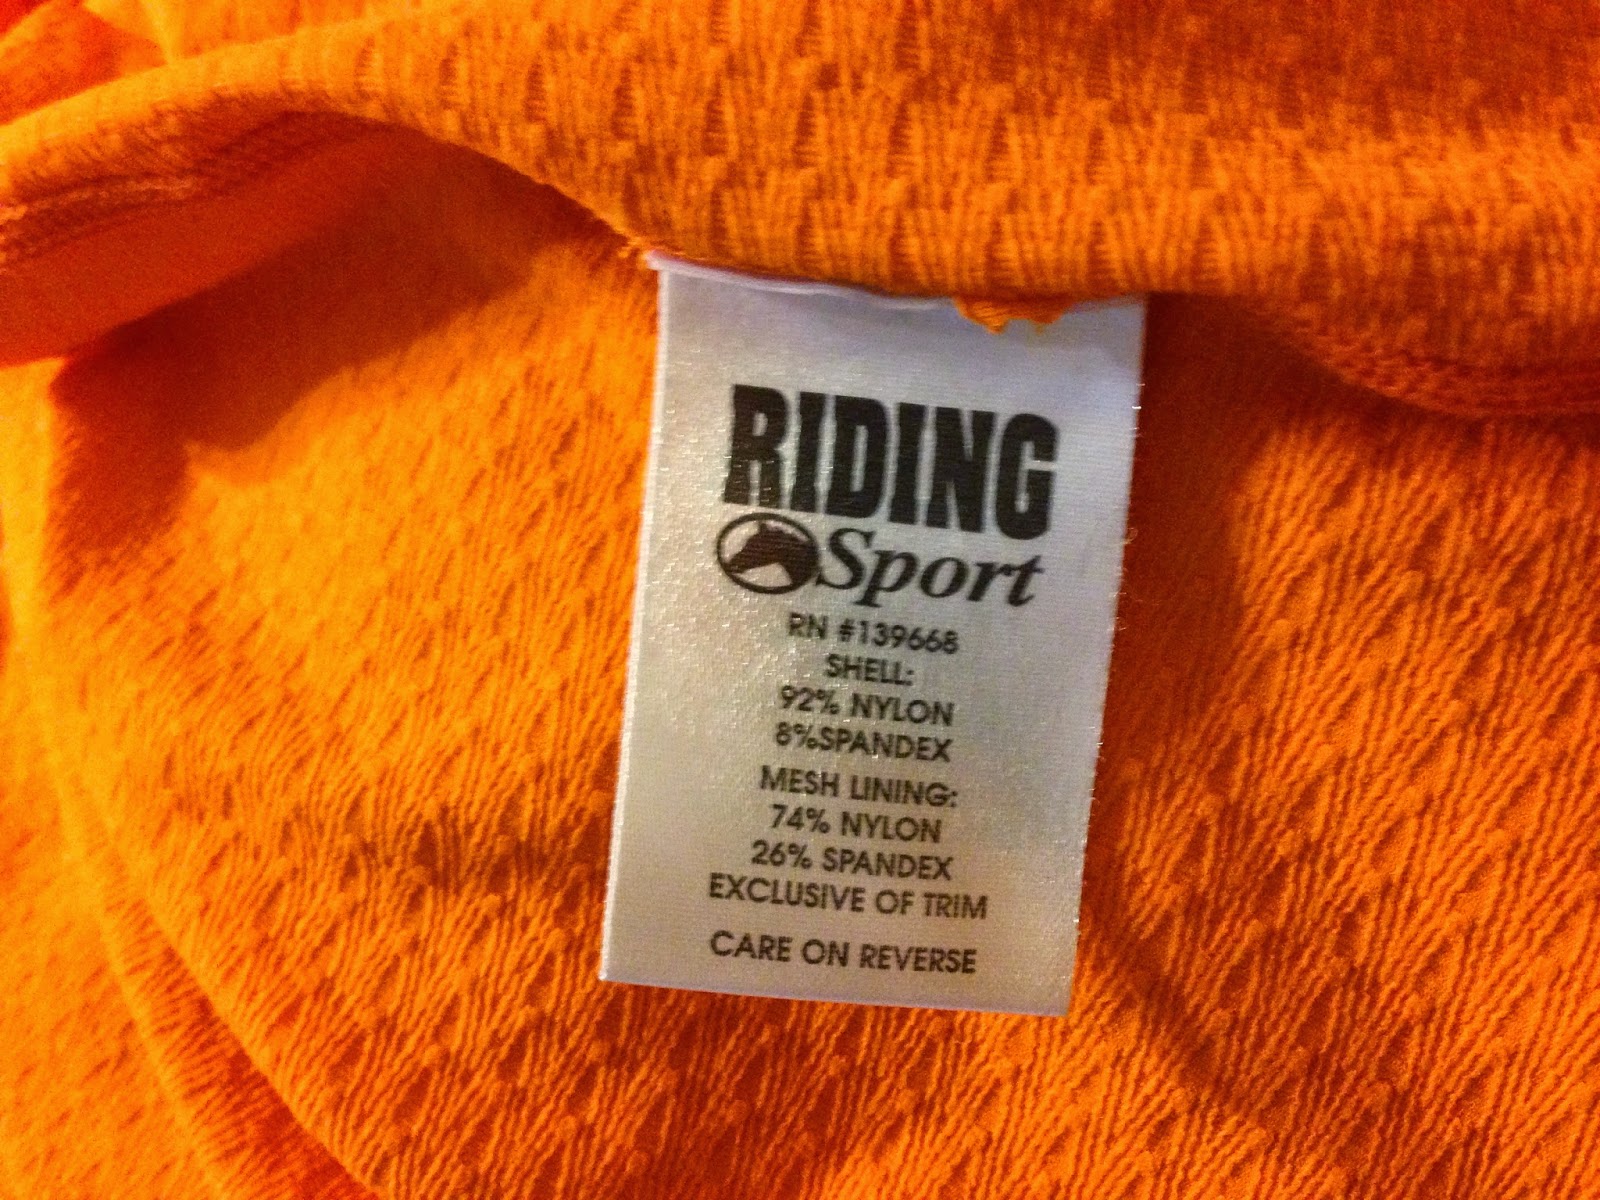 RIDING
Sport
RN #139668
SHELL:
92% NYLON
8%SPANDEX
MESH LINING:
74% NYLON
26% SPANDEX
EXCLUSIVE OF TRIM
CARE ON REVERSE